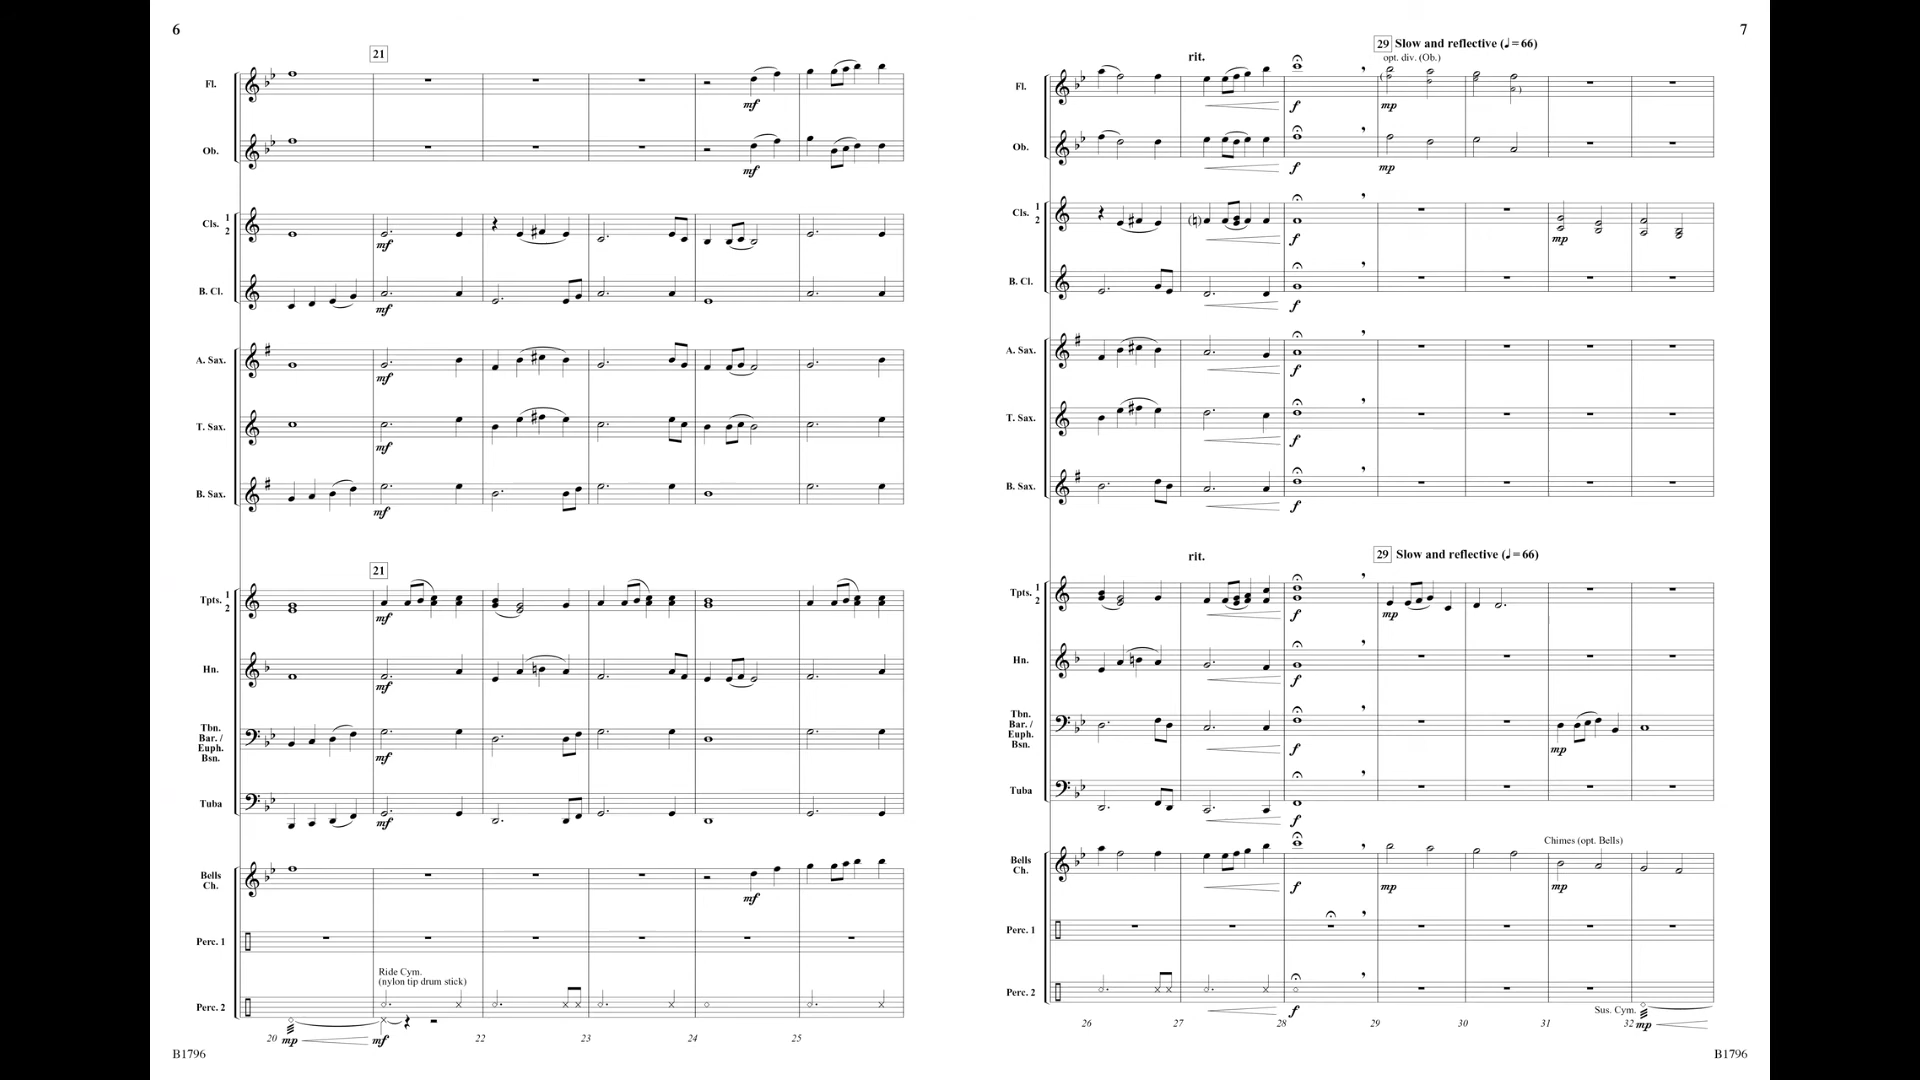 6
21
Fl.
mf
Ob.
mf
Cls. 1
2
mf
B. Cl.
mf
A. Sax.
mf
T. Sax.
mf
B. Sax.
mf
21
Tpts. 1
2
mf
Hn.
mf
Tbn.
Bar. /
Euph.
Bsn.
mf
Tuba
mf
Bells
Ch.
mf
Perc. 1
Ride Cym.
(nylon tip drum stick)
Perc. 2
mp mf
20 22 23 24 25
B1796
7
rit. 29 Slow and reflective (♩=66)
opt. div. (Ob.)
Fl.
f mp
Ob.
f mp
Cls. 1
2
f mp
B. Cl.
f
A. Sax.
f
T. Sax.
f
B. Sax.
f
rit. 29 Slow and reflective (♩=66)
Tpts. 1
2
f mp
Hn.
f
Tbn.
Bar. /
Euph.
Bsn.
f mp
Tuba
f
Chimes (opt. Bells)
Bells
Ch.
f mp mp
Perc. 1
Perc. 2
f Sus. Cym. mp
26 27 28 29 30 31 32
B1796